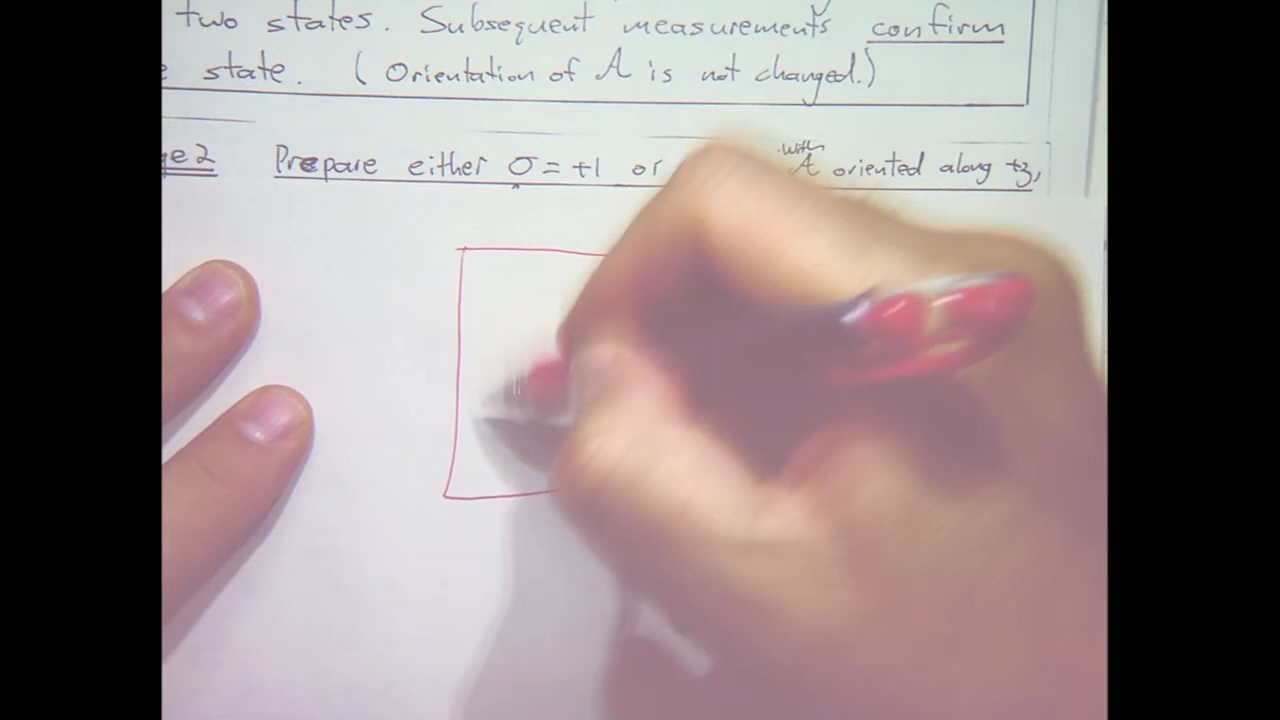 two states. Subsequent measurements confirm
state. (Orientation of A is not changed.)
Prepare either σ = +1 or with A oriented along +z,